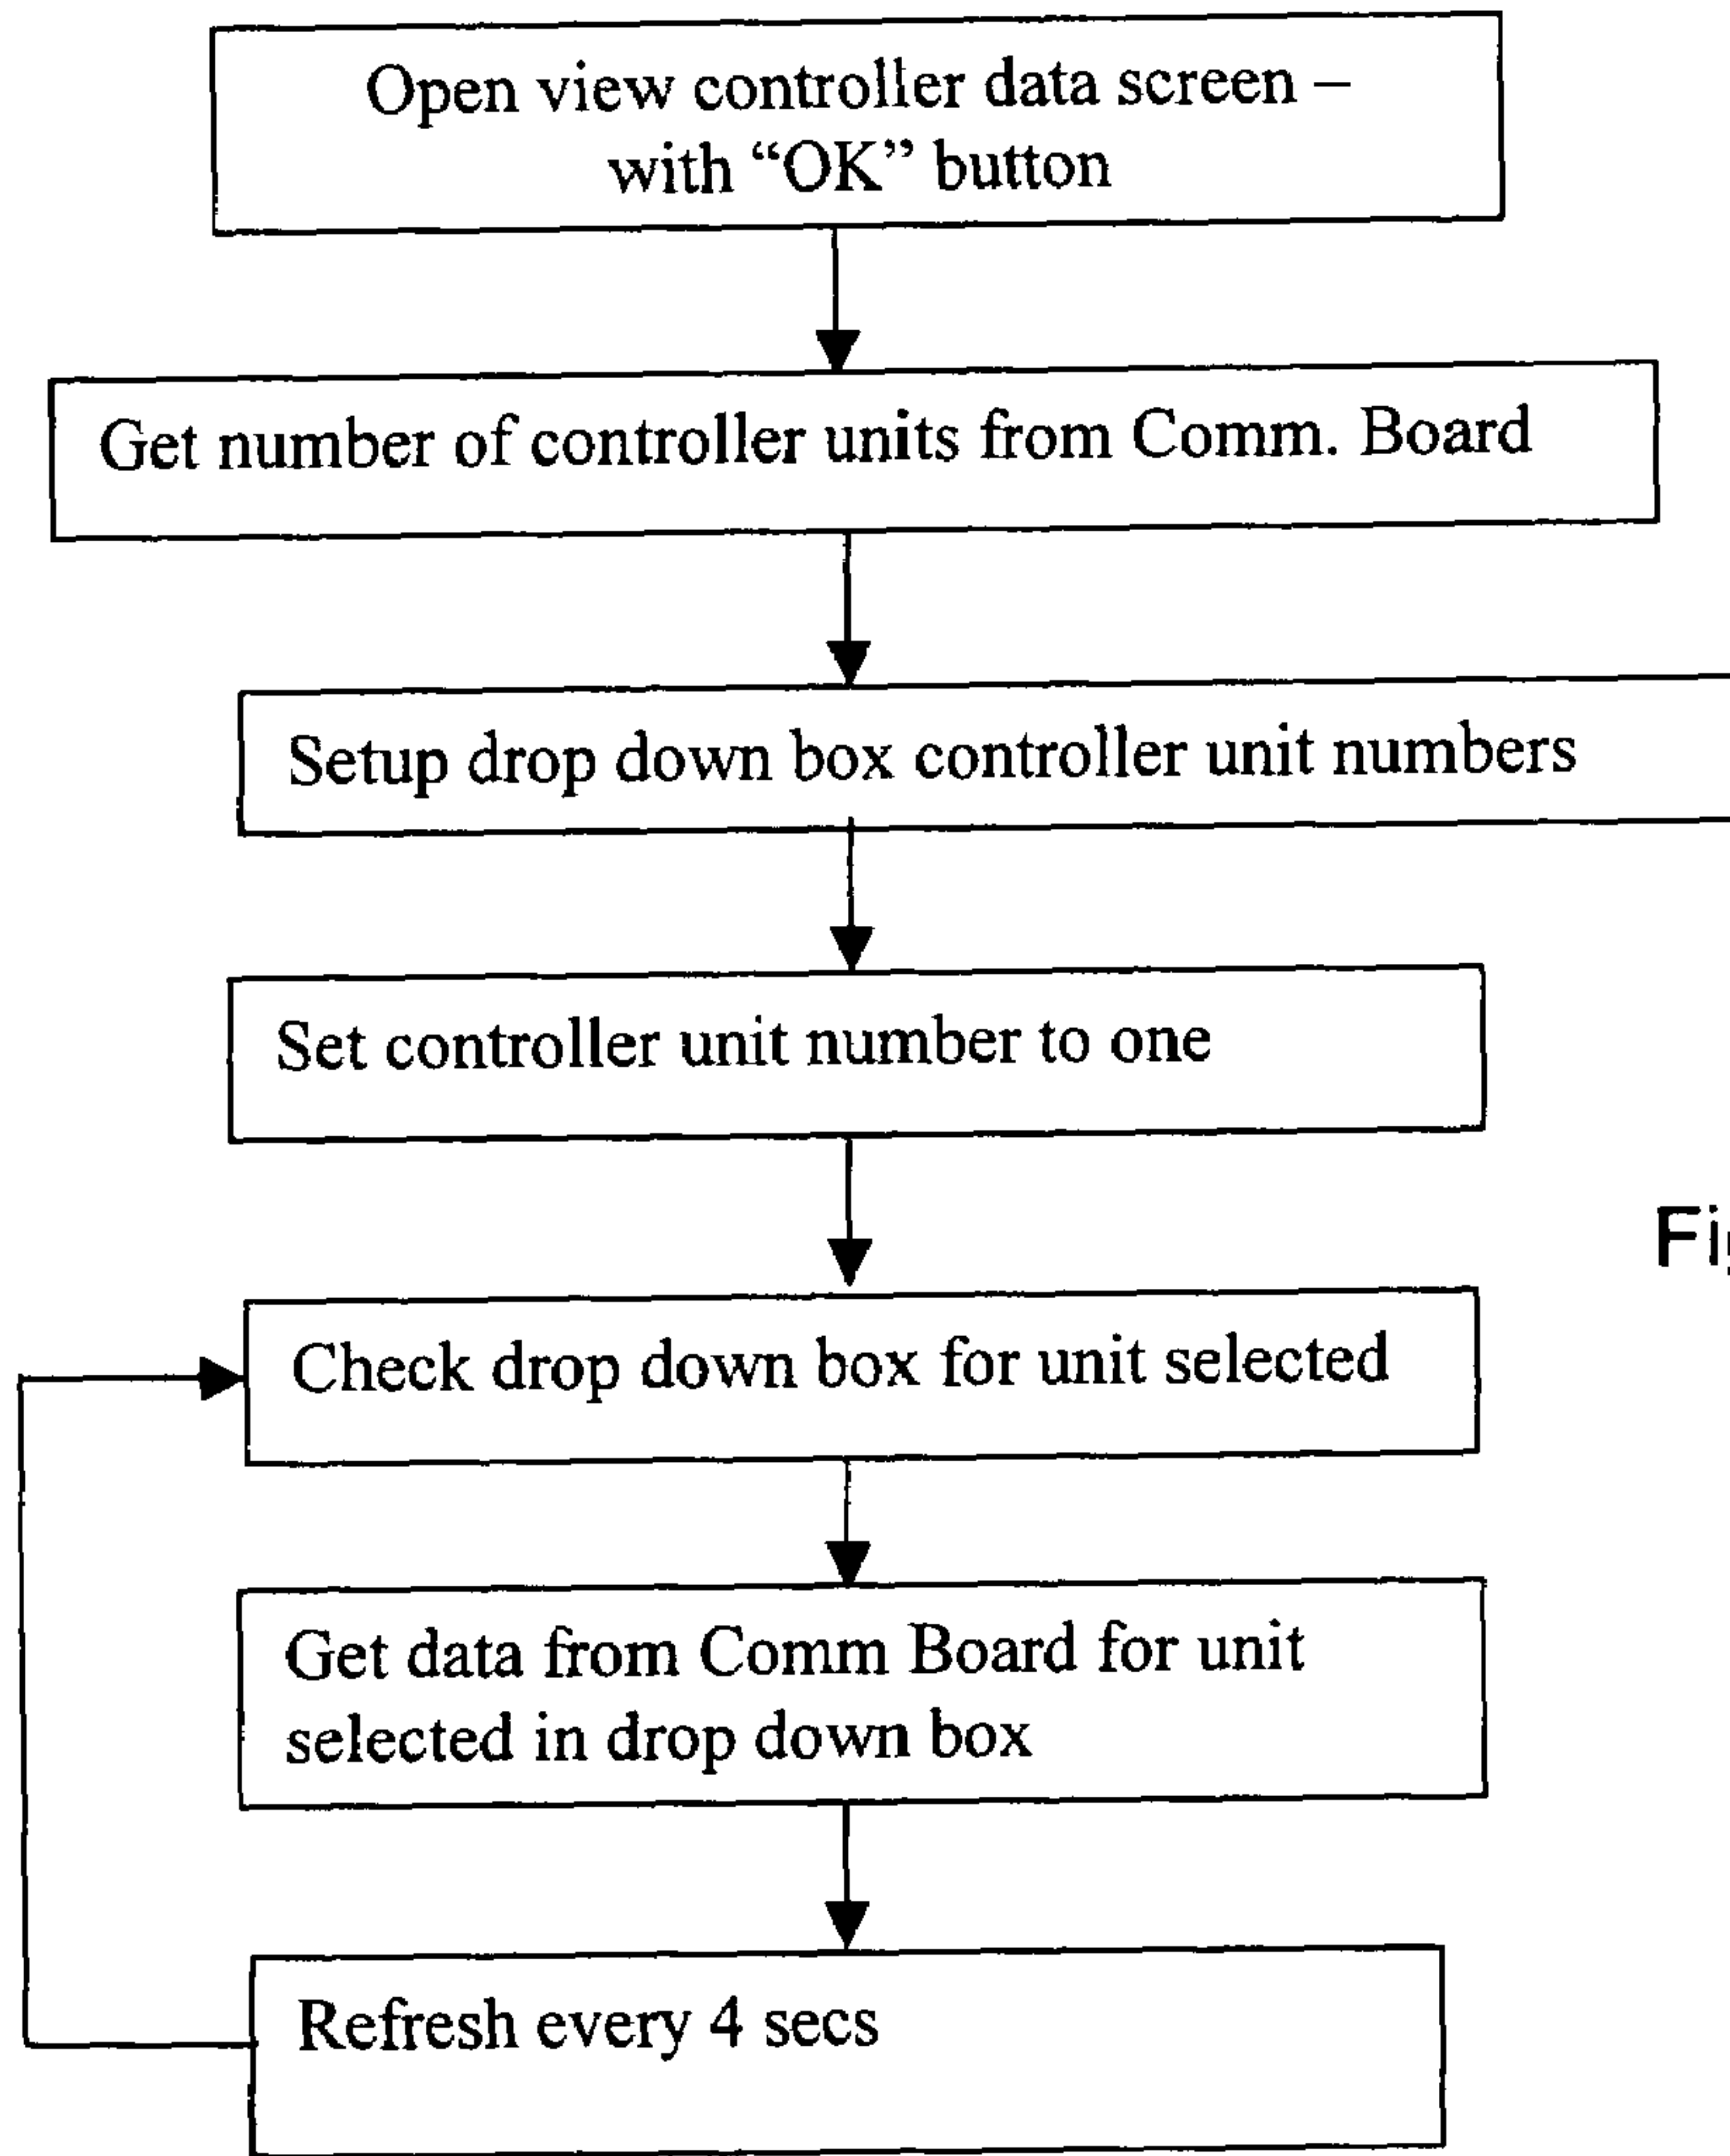 Open view controller data screen –
with “OK” button
Get number of controller units from Comm. Board
Setup drop down box controller unit numbers
Set controller unit number to one
Check drop down box for unit selected
Get data from Comm Board for unit
selected in drop down box
Refresh every 4 secs